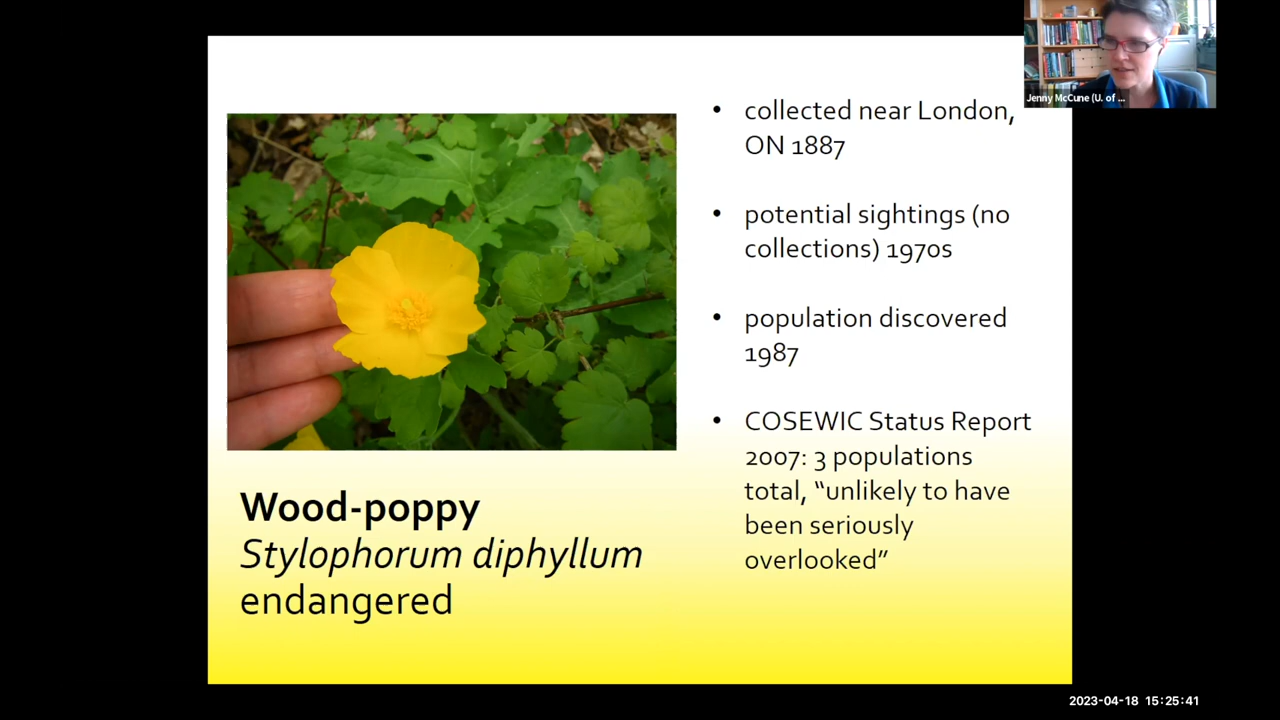 Jenny McCune (U. of ...
• collected near London,
ON 1887
• potential sightings (no
collections) 1970s
• population discovered
1987
• COSEWIC Status Report
2007: 3 populations
total, “unlikely to have
been seriously
overlooked”
Wood-poppy
Stylophorum diphyllum
endangered
2023-04-18 15:25:41